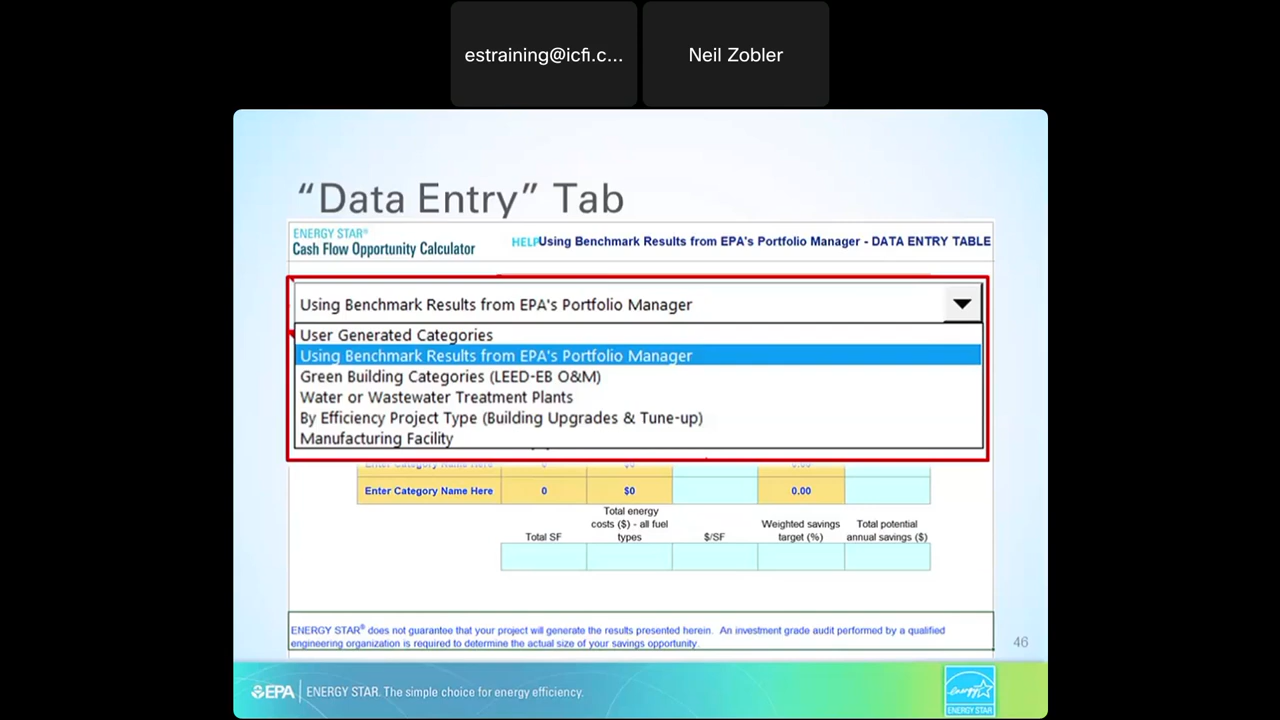 estraining@icfi.c...
Neil Zobler
“Data Entry” Tab
ENERGY STAR®
Cash Flow Opportunity Calculator
HELP
Using Benchmark Results from EPA's Portfolio Manager - DATA ENTRY TABLE
Using Benchmark Results from EPA's Portfolio Manager
User Generated Categories
Using Benchmark Results from EPA's Portfolio Manager
Green Building Categories (LEED-EB O&M)
Water or Wastewater Treatment Plants
By Efficiency Project Type (Building Upgrades & Tune-up)
Manufacturing Facility
Enter Category Name Here 0 $0 0.00
Total SF
Total energy
costs ($) - all fuel
types
$/SF
Weighted savings
target (%)
Total potential
annual savings ($)
ENERGY STAR® does not guarantee that your project will generate the results presented herein. An investment grade audit performed by a qualified
engineering organization is required to determine the actual size of your savings opportunity.
46
EPA
ENERGY STAR. The simple choice for energy efficiency.
energy
ENERGY STAR